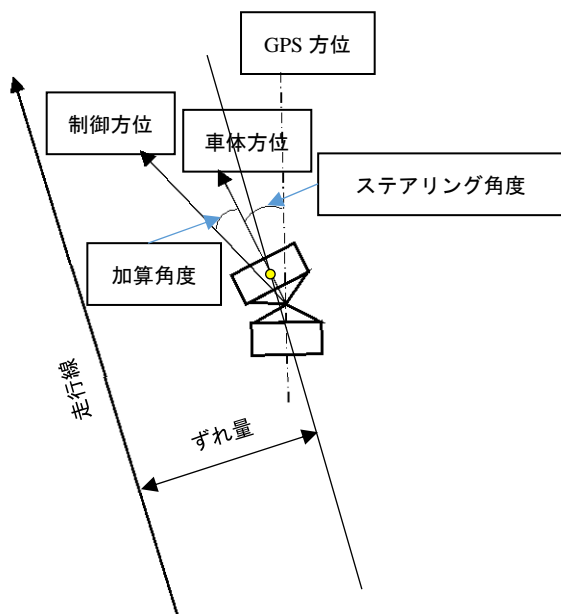 GPS 方位
制御方位
車体方位
ステアリング角度
加算角度
走行線
ずれ量